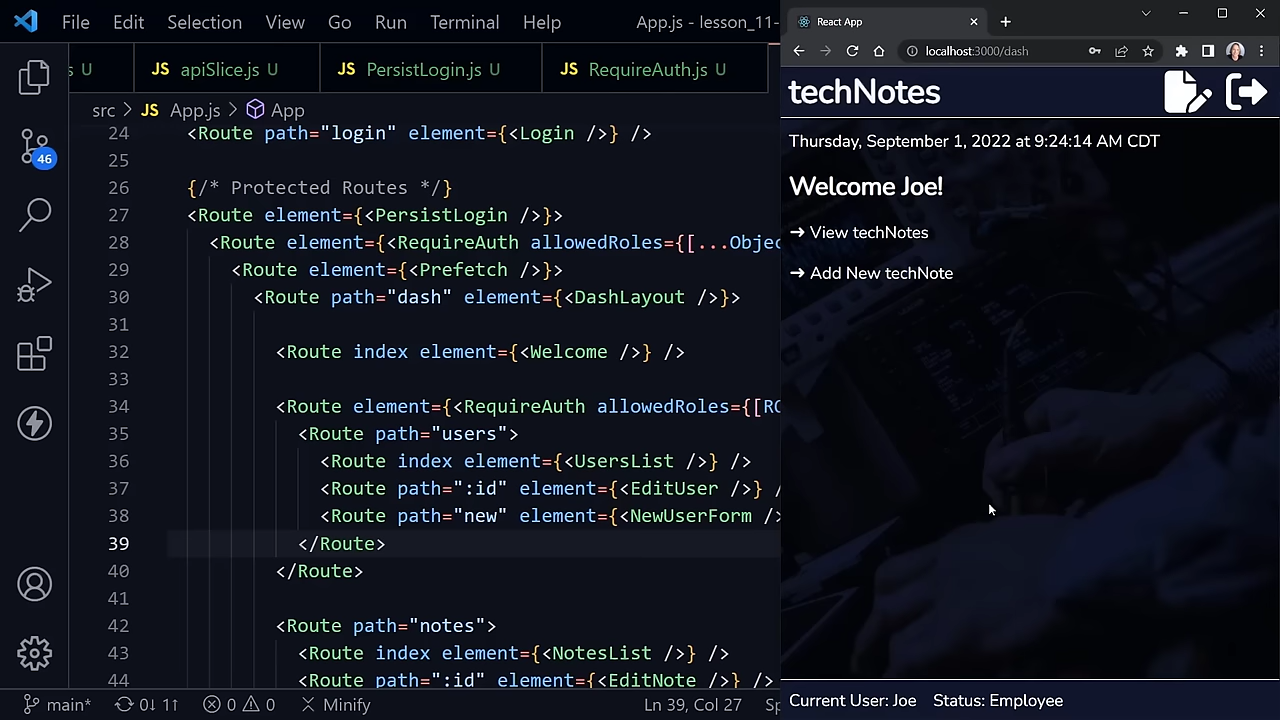 File Edit Selection View Go Run Terminal Help App.js - lesson_11-
s U JS apiSlice.js U JS PersistLogin.js U JS RequireAuth.js U
src > JS App.js > App
24 <Route path="login" element={<Login />} />
25
26 {/* Protected Routes */}
27 <Route element={<PersistLogin />}>
28 <Route element={<RequireAuth allowedRoles={[...Objec
29 <Route element={<Prefetch />}>
30 <Route path="dash" element={<DashLayout />}>
31
32 <Route index element={<Welcome />} />
33
34 <Route element={<RequireAuth allowedRoles={[RO
35 <Route path="users">
36 <Route index element={<UsersList />} />
37 <Route path=":id" element={<EditUser />} /
38 <Route path="new" element={<NewUserForm />
39 </Route>
40 </Route>
41
42 <Route path="notes">
43 <Route index element={<NotesList />} />
44 <Route path=":id" element={<EditNote />} />
46
main* 0↓ 1↑ 0 0 Minify Ln 39, Col 27 Sp
React App
localhost:3000/dash
techNotes
Thursday, September 1, 2022 at 9:24:14 AM CDT
Welcome Joe!
➜ View techNotes
➜ Add New techNote
Current User: Joe Status: Employee